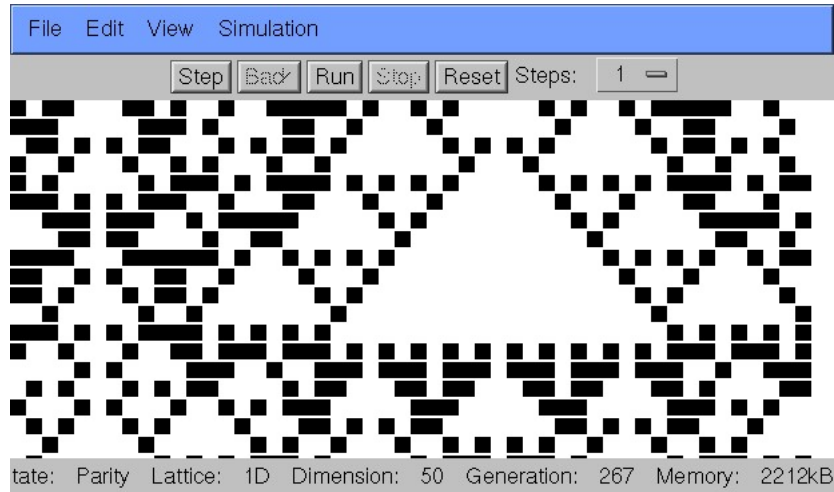 File Edit View Simulation
Step Back Run Stop Reset Steps: 1
tate: Parity Lattice: 1D Dimension: 50 Generation: 267 Memory: 2212kB